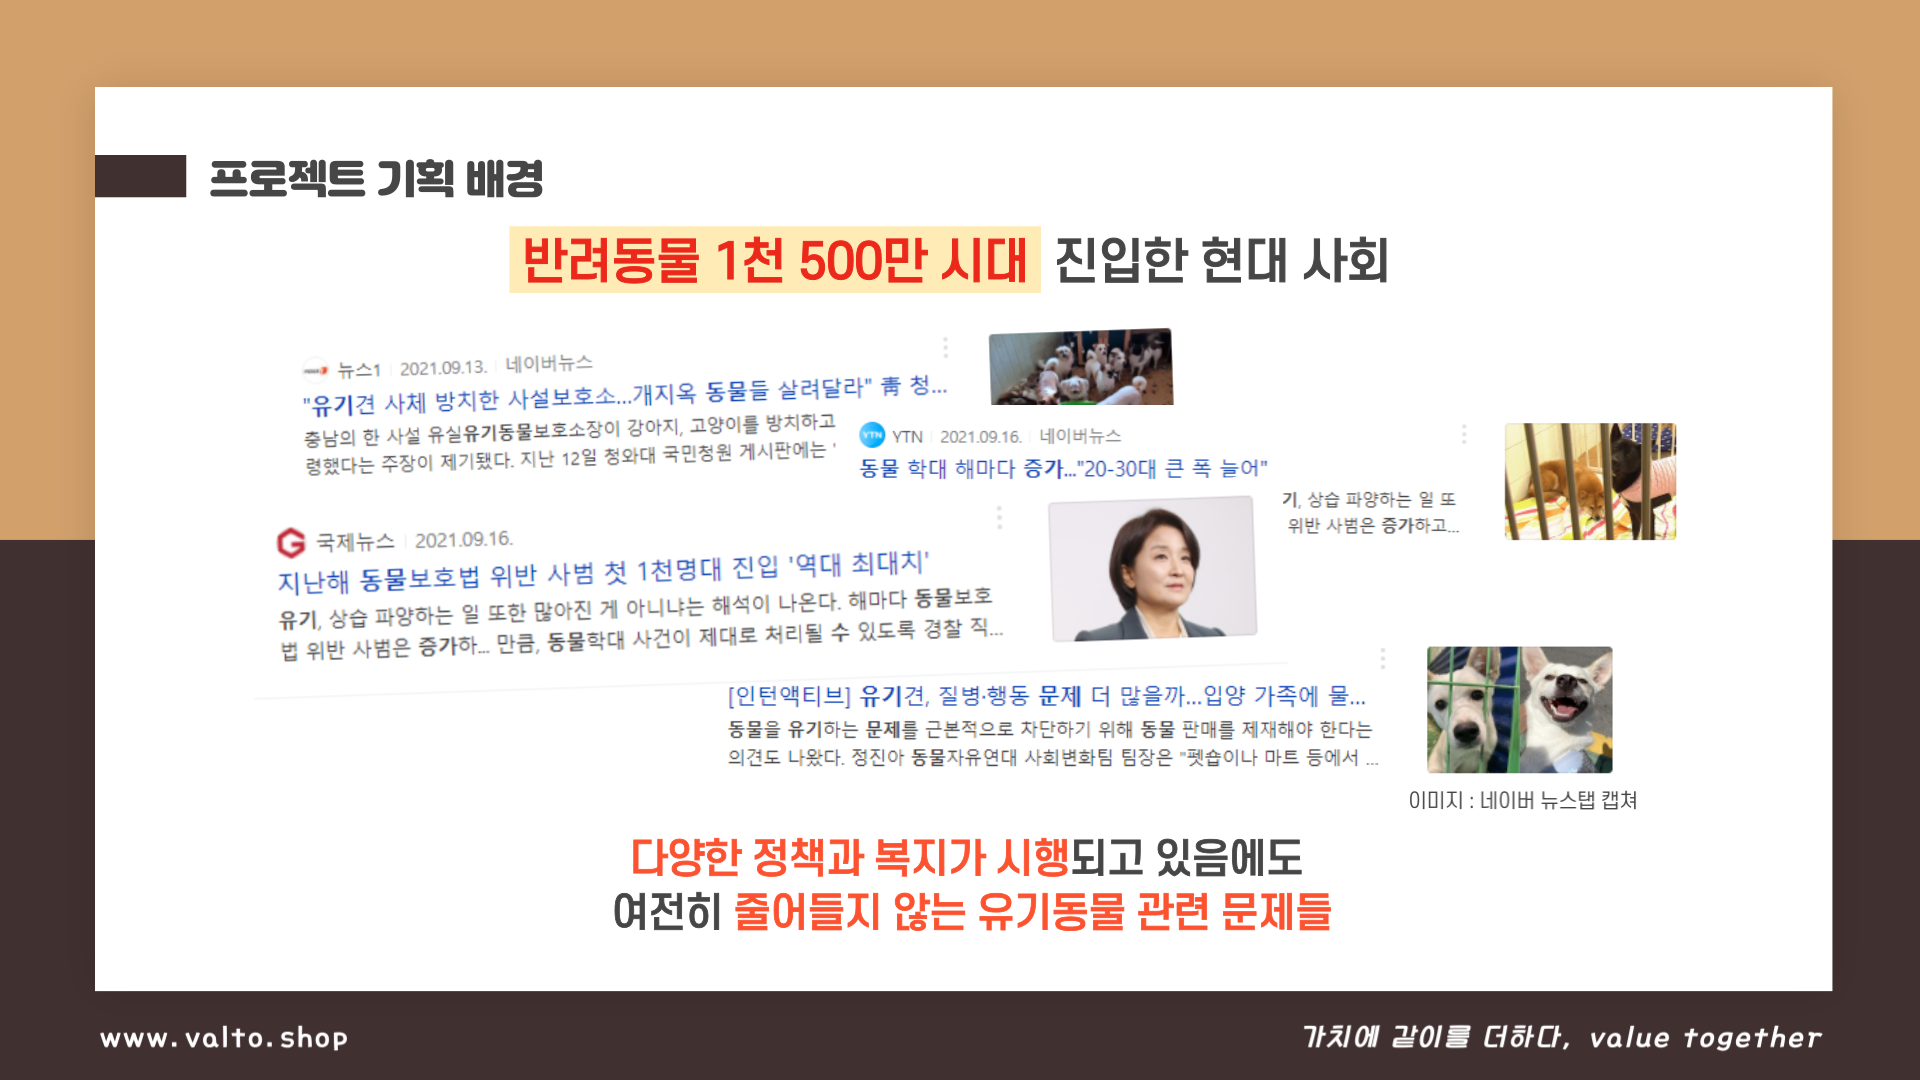 프로젝트 기획 배경
반려동물 1천 500만 시대 진입한 현대 사회
뉴스1 2021.09.13. 네이버뉴스
"유기견 사체 방치한 사설보호소...개지옥 동물들 살려달라" 靑 청...
충남의 한 사설 유실유기동물보호소장이 강아지, 고양이를 방치하고
령했다는 주장이 제기됐다. 지난 12일 청와대 국민청원 게시판에는 '
YTN YTN 2021.09.16. 네이버뉴스
동물 학대 해마다 증가..."20-30대 큰 폭 늘어"
기, 상습 파양하는 일 또
위반 사범은 증가하고...
국제뉴스 2021.09.16.
지난해 동물보호법 위반 사범 첫 1천명대 진입 '역대 최대치'
유기, 상습 파양하는 일 또한 많아진 게 아니냐는 해석이 나온다. 해마다 동물보호
법 위반 사범은 증가하... 만큼, 동물학대 사건이 제대로 처리될 수 있도록 경찰 직...
[인턴액티브] 유기견, 질병·행동 문제 더 많을까...입양 가족에 물...
동물을 유기하는 문제를 근본적으로 차단하기 위해 동물 판매를 제재해야 한다는
의견도 나왔다. 정진아 동물자유연대 사회변화팀 팀장은 "펫숍이나 마트 등에서 ...
이미지 : 네이버 뉴스탭 캡쳐
다양한 정책과 복지가 시행되고 있음에도
여전히 줄어들지 않는 유기동물 관련 문제들
www.valto.shop
가치에 같이를 더하다, value together